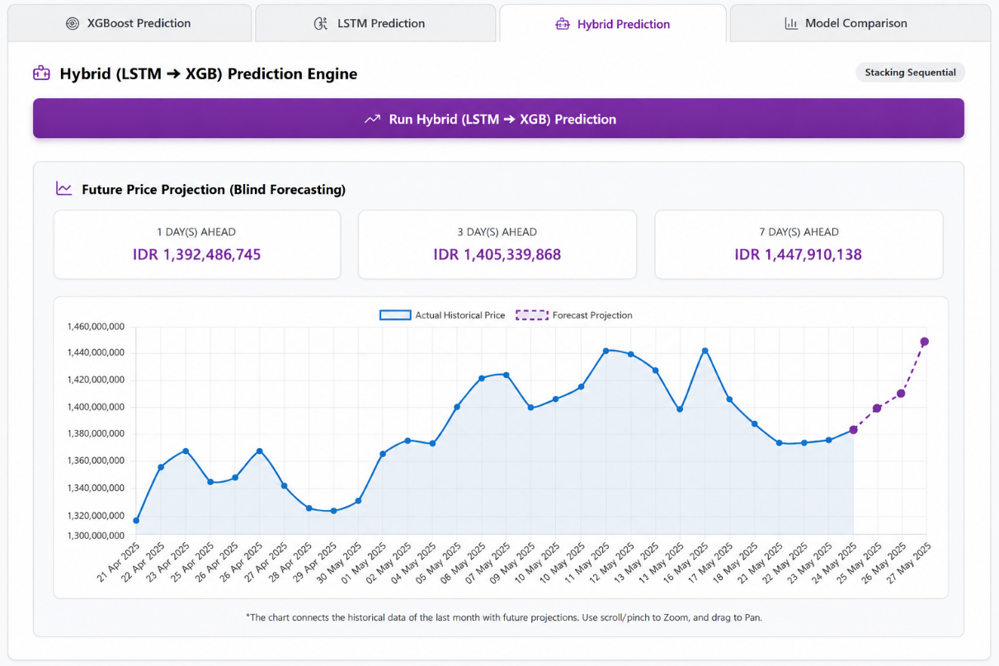 XGBoost Prediction
LSTM Prediction
Hybrid Prediction
Model Comparison
Hybrid (LSTM → XGB) Prediction Engine
Stacking Sequential
Run Hybrid (LSTM → XGB) Prediction
Future Price Projection (Blind Forecasting)
1 DAY(S) AHEAD
IDR 1,392,486,745
3 DAY(S) AHEAD
IDR 1,405,339,868
7 DAY(S) AHEAD
IDR 1,447,910,138
Actual Historical Price
Forecast Projection
1,460,000,000
1,440,000,000
1,420,000,000
1,400,000,000
1,380,000,000
1,360,000,000
1,340,000,000
1,320,000,000
1,300,000,000
21 Apr 2025
22 Apr 2025
23 Apr 2025
25 Apr 2025
26 Apr 2025
26 Apr 2025
27 Apr 2025
28 Apr 2025
29 Apr 2025
30 May 2025
01 May 2025
02 May 2025
04 May 2025
05 May 2025
08 May 2025
07 May 2025
09 May 2025
10 May 2025
11 May 2025
12 May 2025
13 May 2025
11 May 2025
16 May 2025
17 May 2025
18 May 2025
21 May 2025
22 May 2025
23 May 2025
24 May 2025
25 May 2025
26 May 2025
27 May 2025
*The chart connects the historical data of the last month with future projections. Use scroll/pinch to Zoom, and drag to Pan.